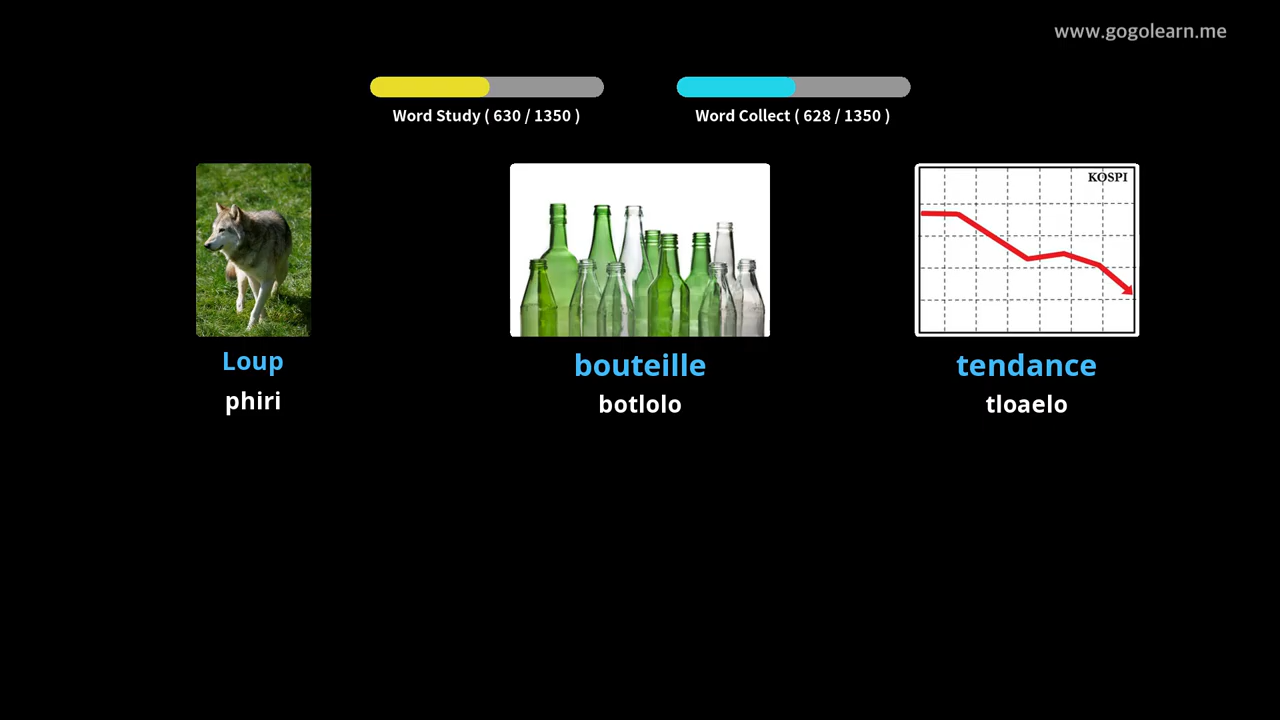 www.gogolearn.me
Word Study ( 630 / 1350 )
Word Collect ( 628 / 1350 )
KOSPI
Loup
bouteille
tendance
phiri
botlolo
tloaelo